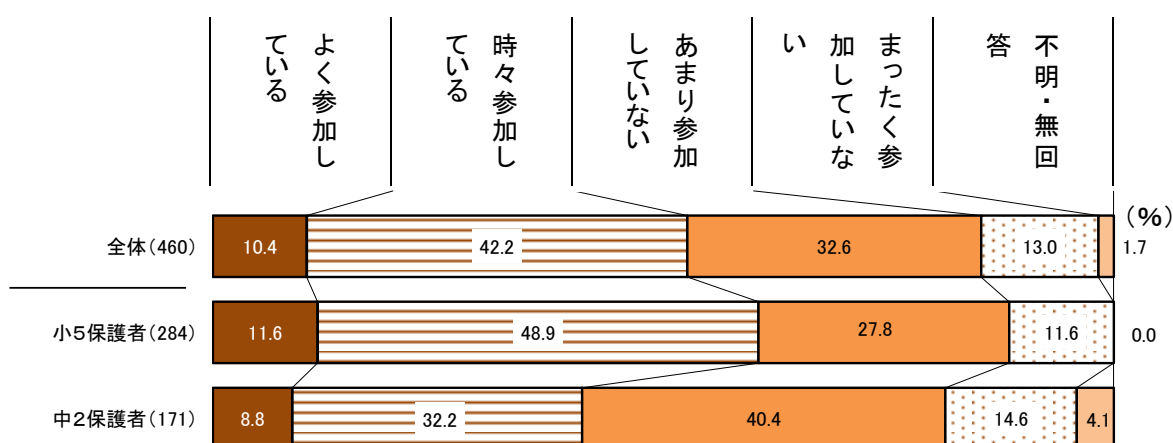 よく参加し
ている
時々参加し
ている
あまり参加
していない
まったく参
加していな
い
不明・無回
答
(%)
全体(460) 10.4 42.2 32.6 13.0 1.7
小5保護者(284) 11.6 48.9 27.8 11.6 0.0
中2保護者(171) 8.8 32.2 40.4 14.6 4.1